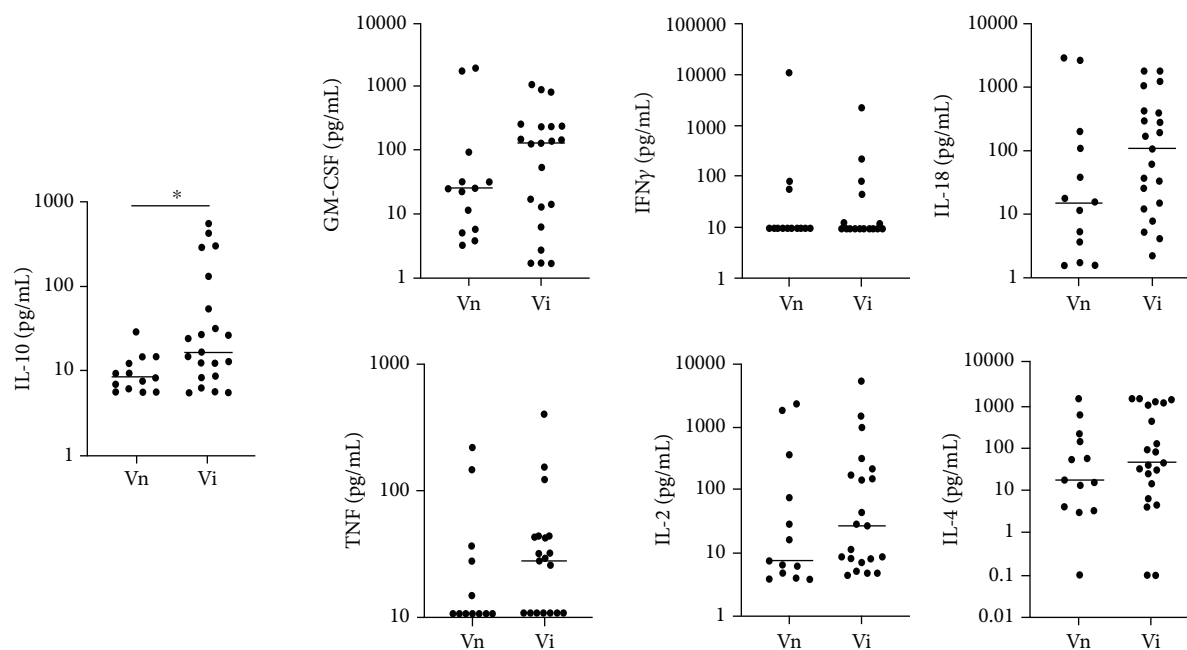 IL-10 (pg/mL)
1000
100
10
1
*
Vn
Vi
GM-CSF (pg/mL)
10000
1000
100
10
1
Vn
Vi
IFNγ (pg/mL)
100000
10000
1000
100
10
1
Vn
Vi
IL-18 (pg/mL)
10000
1000
100
10
1
Vn
Vi
TNF (pg/mL)
1000
100
10
Vn
Vi
IL-2 (pg/mL)
10000
1000
100
10
1
Vn
Vi
IL-4 (pg/mL)
10000
1000
100
10
1
0.1
0.01
Vn
Vi